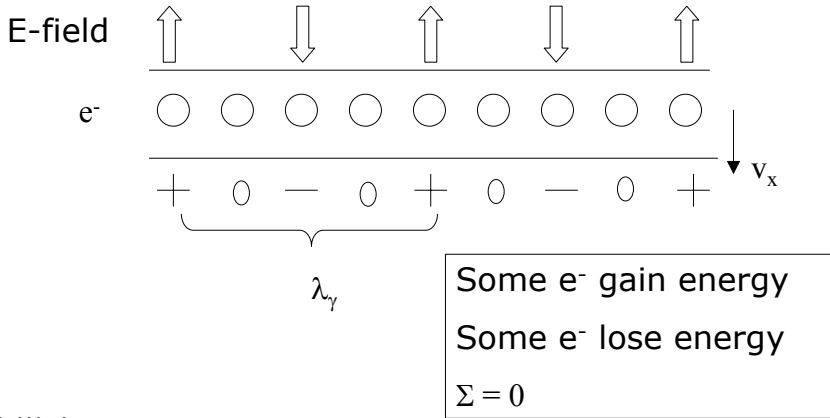 E-field
e-
v_x
+ 0 — 0 + 0 — 0 +
λ_γ
Some e- gain energy
Some e- lose energy
Σ = 0